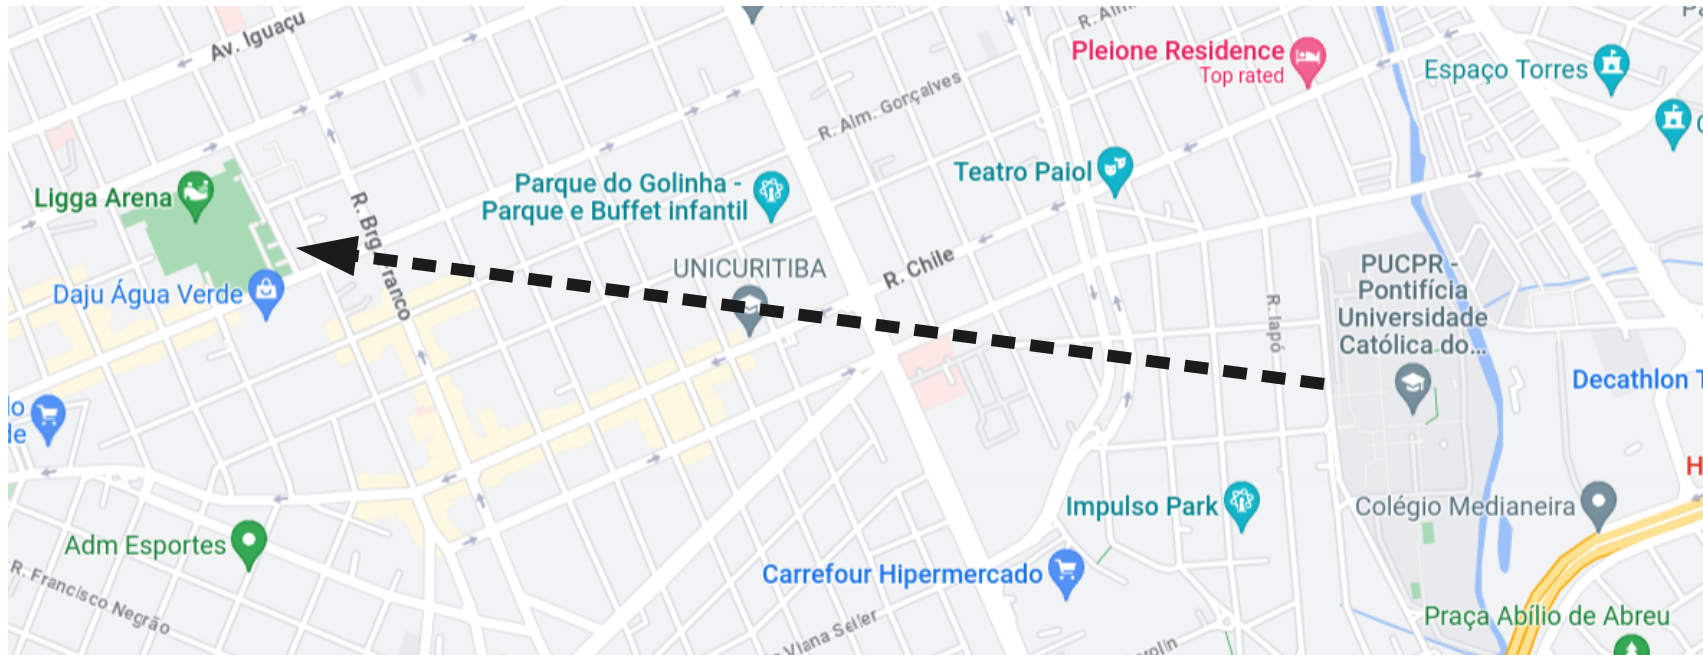 Av. Iguaçu
R. Alm. Gonçalves
Pleione Residence
Top rated
Espaço Torres
Ligga Arena
Parque do Golinha -
Parque e Buffet infantil
Teatro Paiol
R. Brg. Franco
UNICURITIBA
R. Chile
Daju Água Verde
R. Iapó
PUCPR -
Pontifícia
Universidade
Católica do...
Decathlon T
Impulso Park
Colégio Medianeira
Adm Esportes
Carrefour Hipermercado
R. Francisco Negrão
Praça Abílio de Abreu